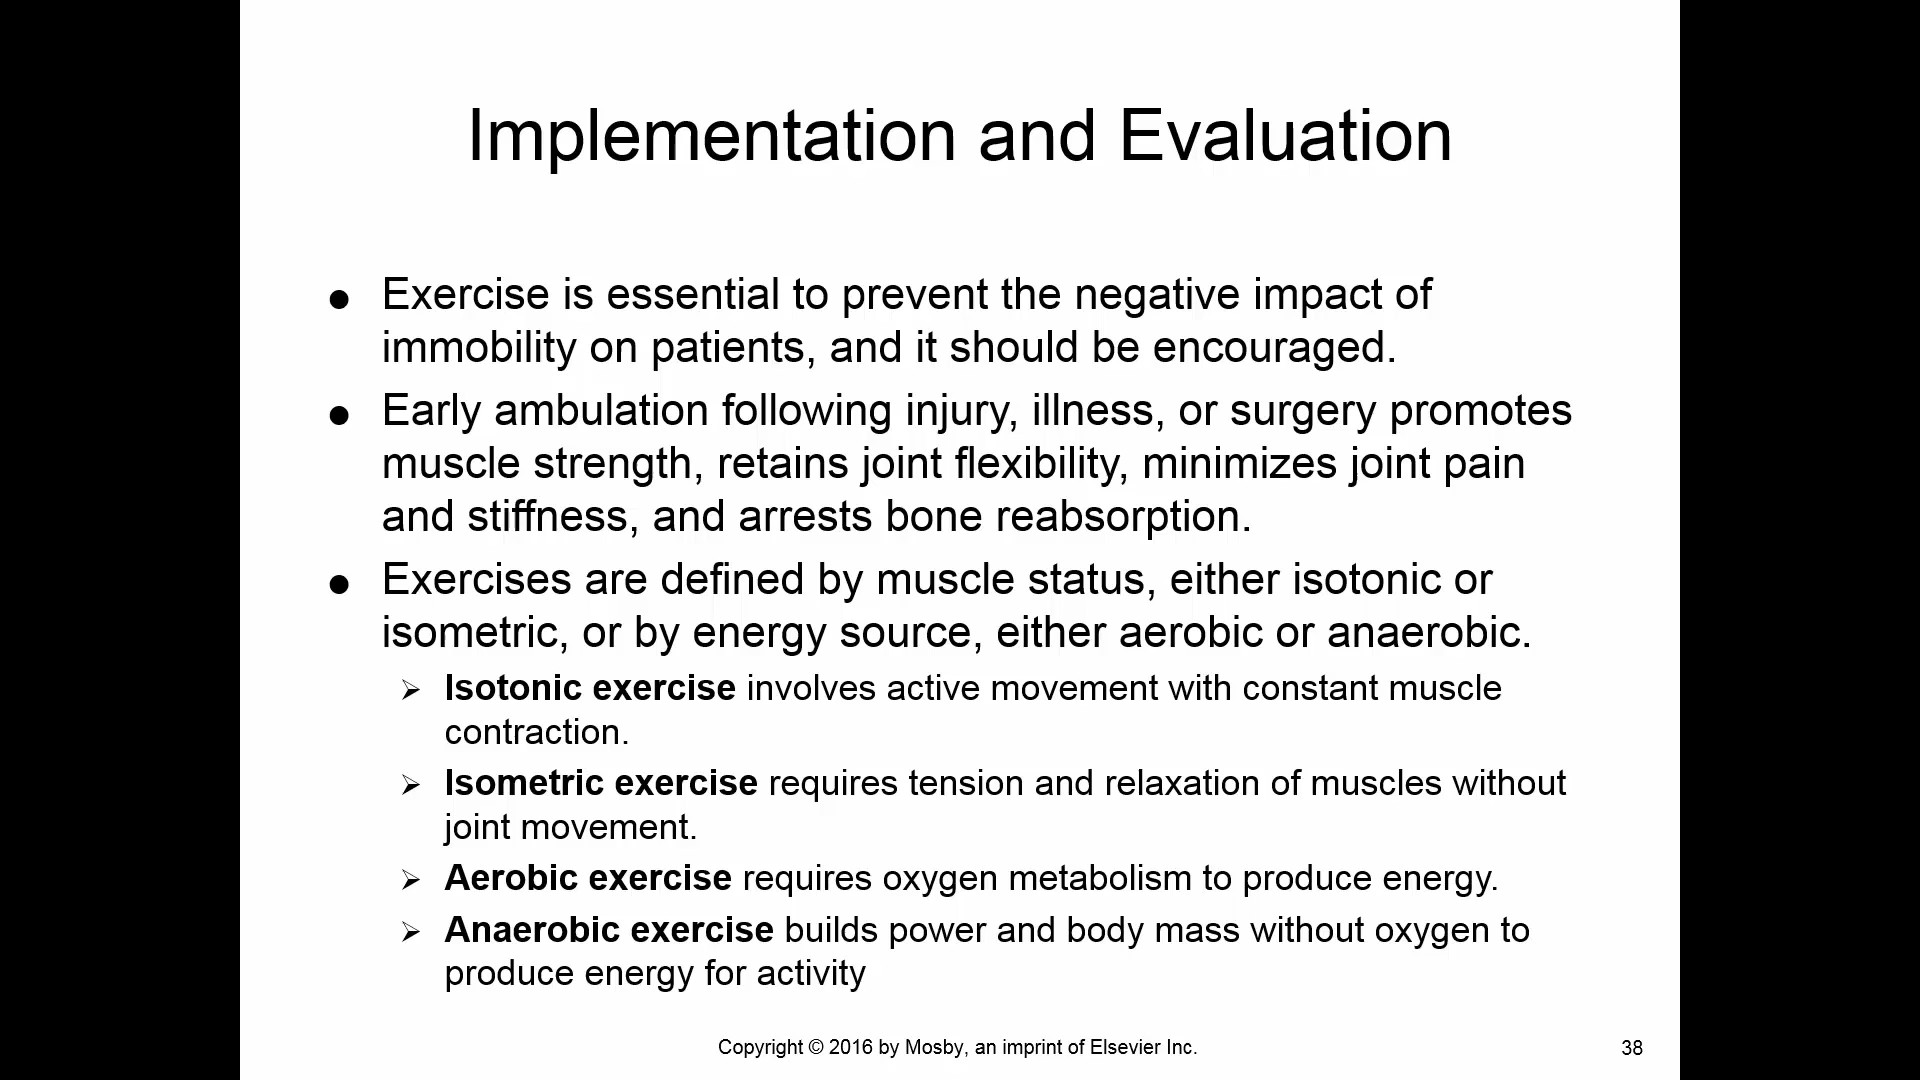 Implementation and Evaluation
● Exercise is essential to prevent the negative impact of
immobility on patients, and it should be encouraged.
● Early ambulation following injury, illness, or surgery promotes
muscle strength, retains joint flexibility, minimizes joint pain
and stiffness, and arrests bone reabsorption.
● Exercises are defined by muscle status, either isotonic or
isometric, or by energy source, either aerobic or anaerobic.
➢ Isotonic exercise involves active movement with constant muscle
contraction.
➢ Isometric exercise requires tension and relaxation of muscles without
joint movement.
➢ Aerobic exercise requires oxygen metabolism to produce energy.
➢ Anaerobic exercise builds power and body mass without oxygen to
produce energy for activity
Copyright © 2016 by Mosby, an imprint of Elsevier Inc.
38